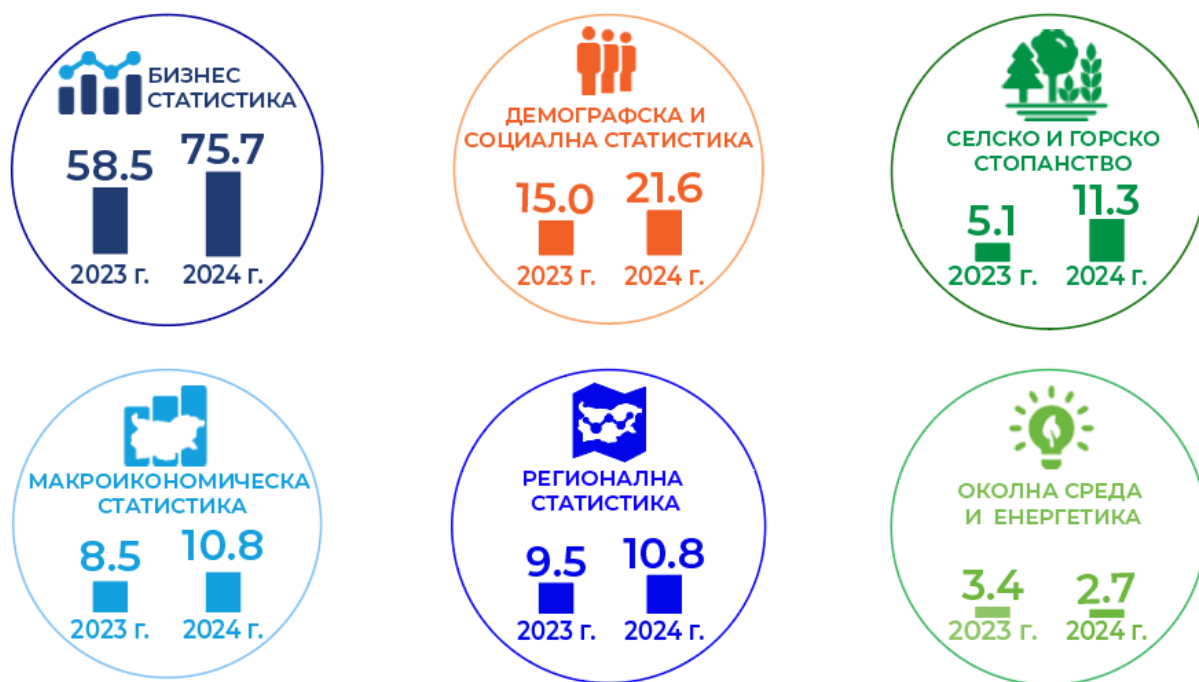 БИЗНЕС
СТАТИСТИКА
58.5
75.7
2023 г.
2024 г.
ДЕМОГРАФСКА И
СОЦИАЛНА СТАТИСТИКА
15.0
21.6
2023 г.
2024 г.
СЕЛСКО И ГОРСКО
СТОПАНСТВО
5.1
11.3
2023 г.
2024 г.
МАКРОИКОНОМИЧЕСКА
СТАТИСТИКА
8.5
10.8
2023 г.
2024 г.
РЕГИОНАЛНА
СТАТИСТИКА
9.5
10.8
2023 г.
2024 г.
ОКОЛНА СРЕДА
И ЕНЕРГЕТИКА
3.4
2.7
2023 г.
2024 г.